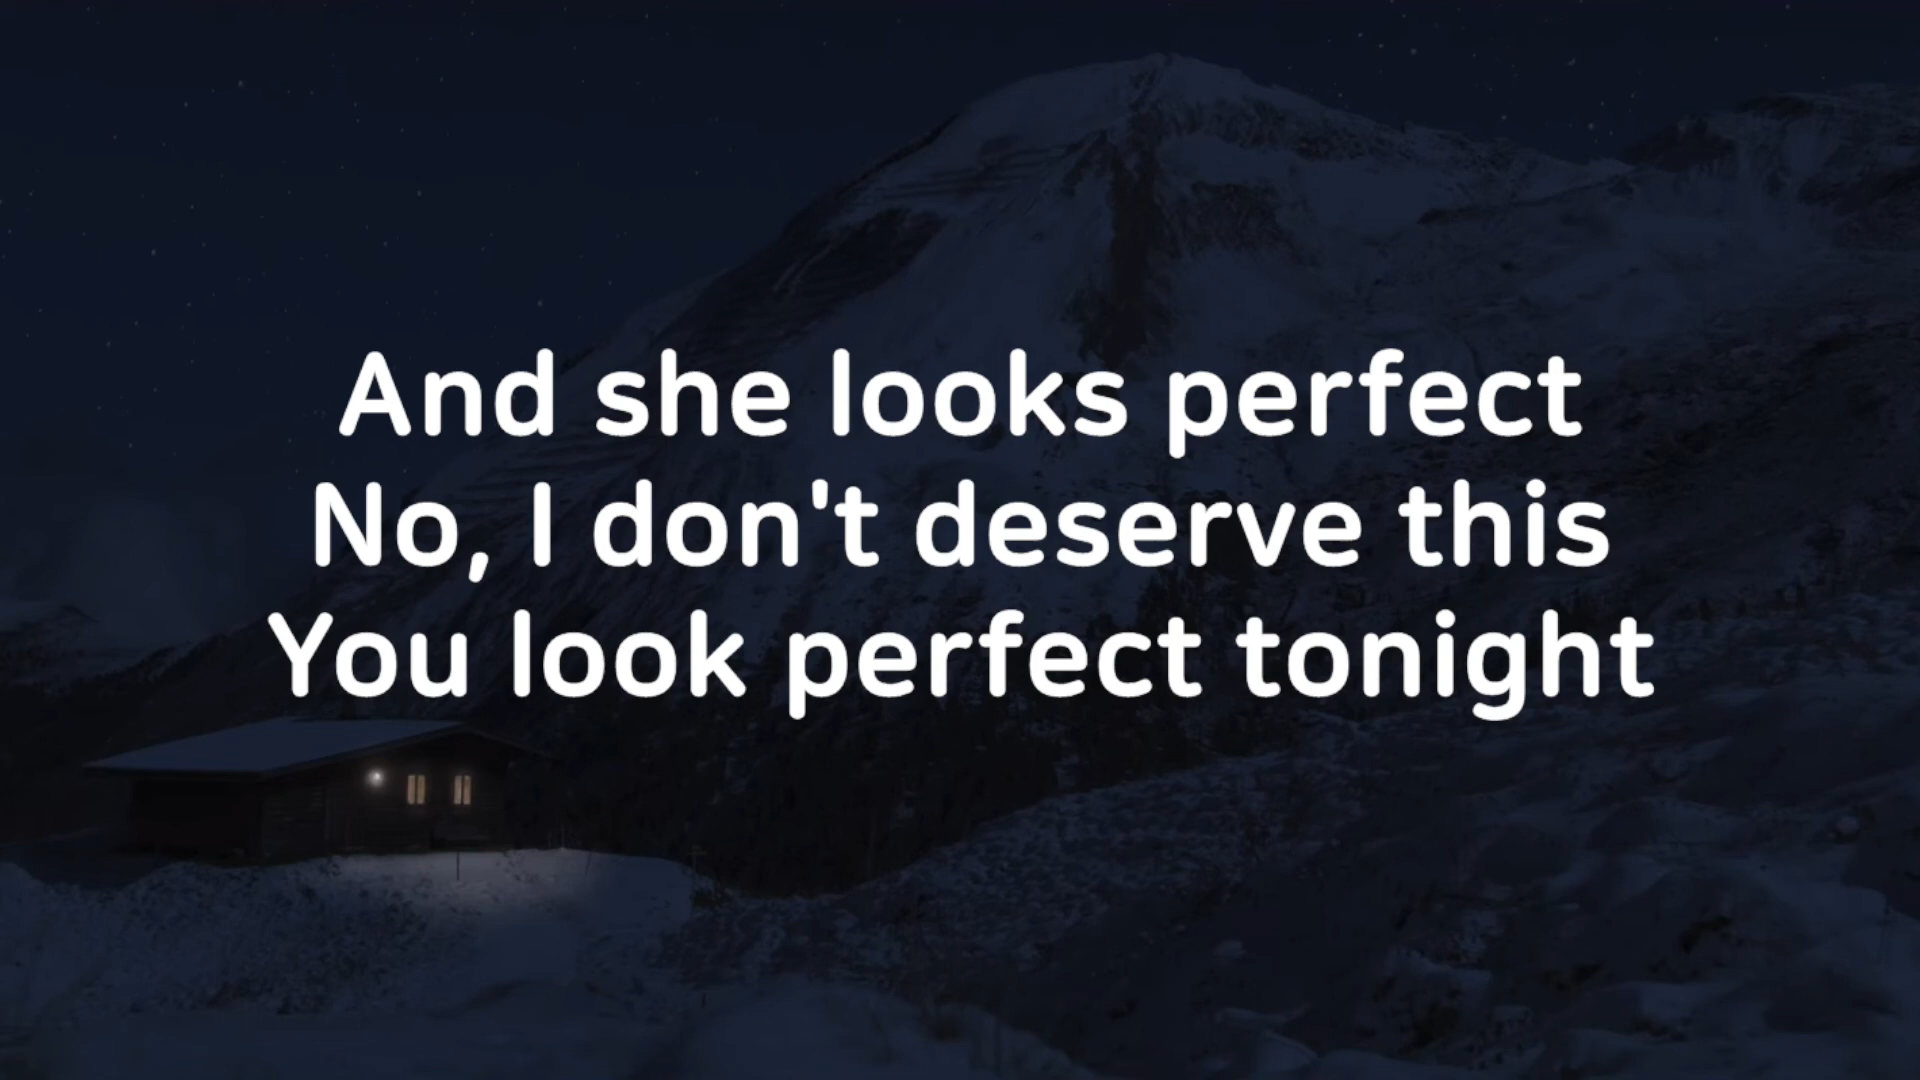 And she looks perfect
No, I don't deserve this
You look perfect tonight